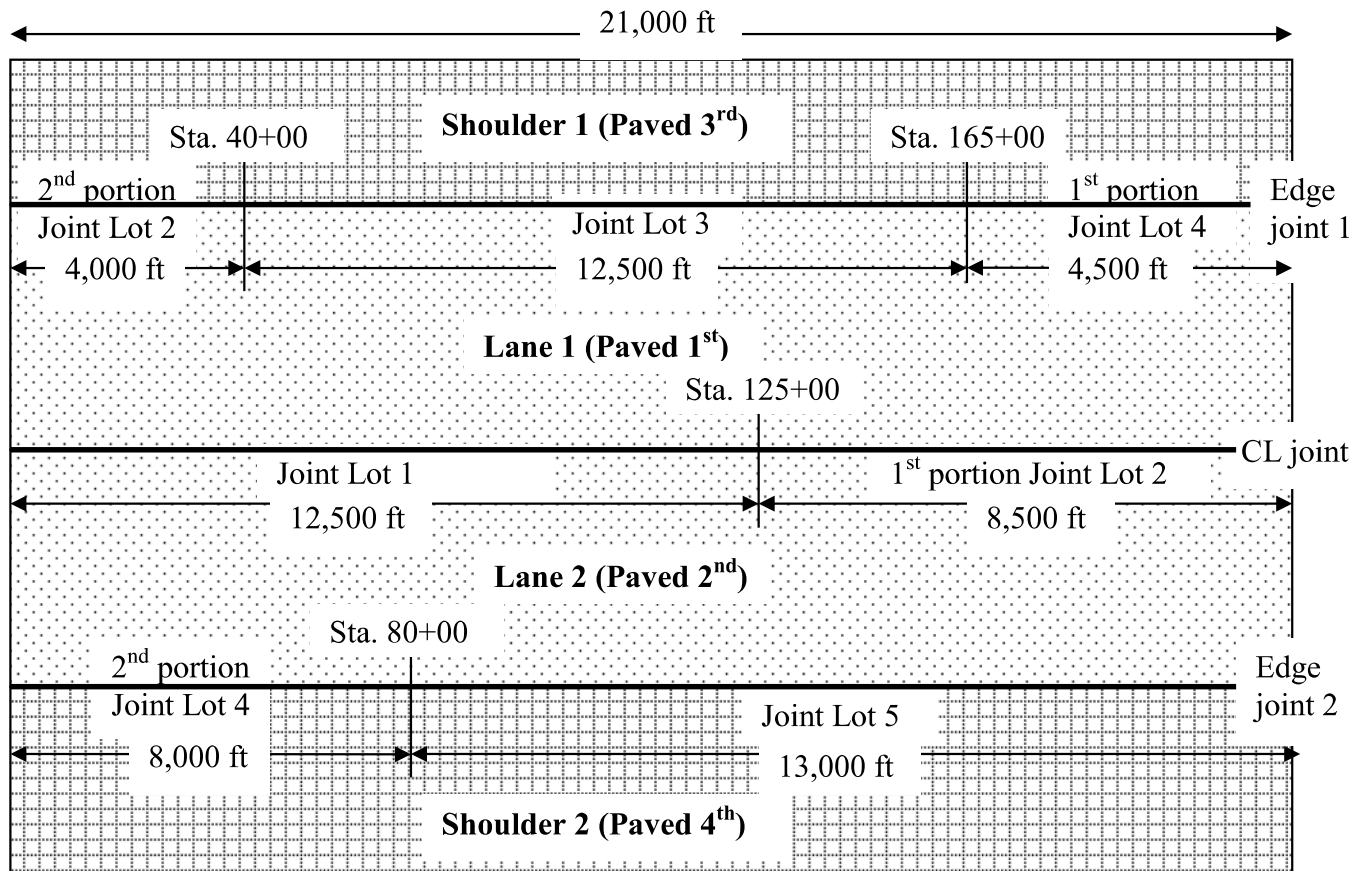 21,000 ft
Shoulder 1 (Paved 3rd)
Sta. 40+00
Sta. 165+00
2nd portion
Joint Lot 2
4,000 ft
Joint Lot 3
12,500 ft
1st portion
Joint Lot 4
4,500 ft
Edge
joint 1
Lane 1 (Paved 1st)
Sta. 125+00
CL joint
Joint Lot 1
12,500 ft
1st portion Joint Lot 2
8,500 ft
Lane 2 (Paved 2nd)
Sta. 80+00
2nd portion
Joint Lot 4
8,000 ft
Joint Lot 5
13,000 ft
Edge
joint 2
Shoulder 2 (Paved 4th)